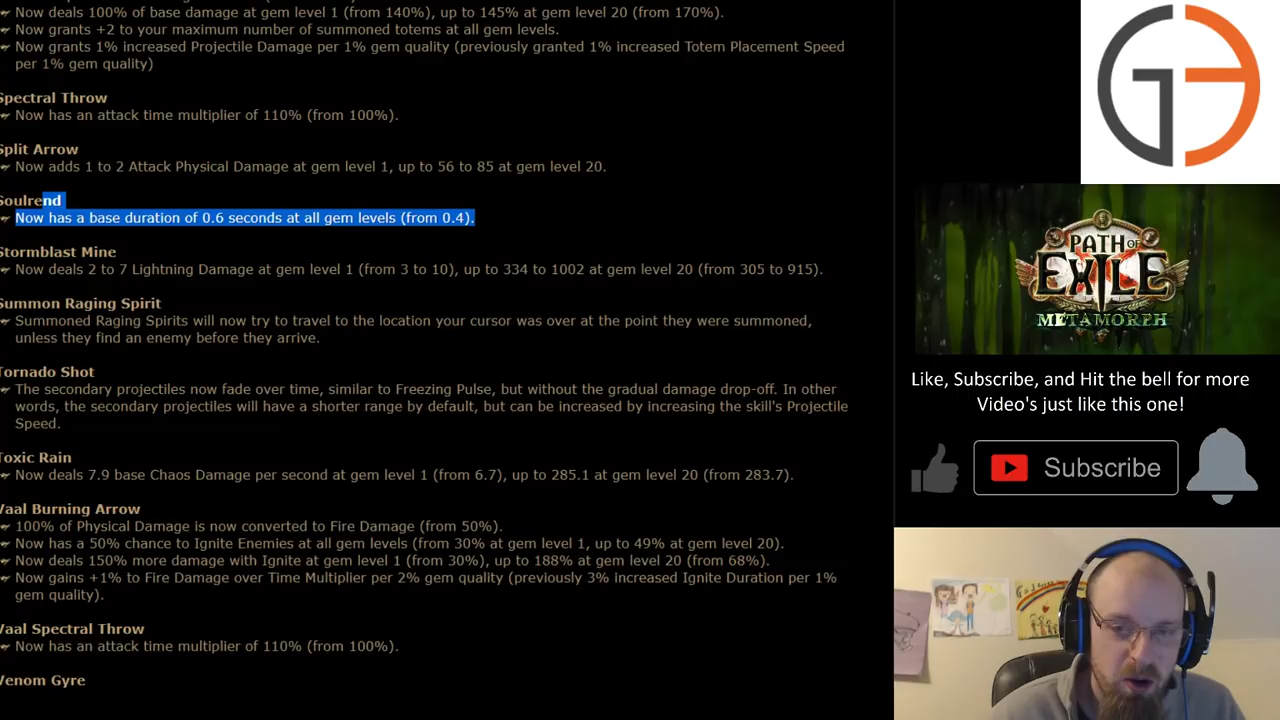 Now deals 100% of base damage at gem level 1 (from 140%), up to 145% at gem level 20 (from 170%).
Now grants +2 to your maximum number of summoned totems at all gem levels.
Now grants 1% increased Projectile Damage per 1% gem quality (previously granted 1% increased Totem Placement Speed
per 1% gem quality)
Spectral Throw
Now has an attack time multiplier of 110% (from 100%).
Split Arrow
Now adds 1 to 2 Attack Physical Damage at gem level 1, up to 56 to 85 at gem level 20.
Soulrend
Now has a base duration of 0.6 seconds at all gem levels (from 0.4).
Stormblast Mine
Now deals 2 to 7 Lightning Damage at gem level 1 (from 3 to 10), up to 334 to 1002 at gem level 20 (from 305 to 915).
Summon Raging Spirit
Summoned Raging Spirits will now try to travel to the location your cursor was over at the point they were summoned,
unless they find an enemy before they arrive.
Tornado Shot
The secondary projectiles now fade over time, similar to Freezing Pulse, but without the gradual damage drop-off. In other
words, the secondary projectiles will have a shorter range by default, but can be increased by increasing the skill's Projectile
Speed.
Toxic Rain
Now deals 7.9 base Chaos Damage per second at gem level 1 (from 6.7), up to 285.1 at gem level 20 (from 283.7).
Vaal Burning Arrow
100% of Physical Damage is now converted to Fire Damage (from 50%).
Now has a 50% chance to Ignite Enemies at all gem levels (from 30% at gem level 1, up to 49% at gem level 20).
Now deals 150% more damage with Ignite at gem level 1 (from 30%), up to 188% at gem level 20 (from 68%).
Now gains +1% to Fire Damage over Time Multiplier per 2% gem quality (previously 3% increased Ignite Duration per 1%
gem quality).
Vaal Spectral Throw
Now has an attack time multiplier of 110% (from 100%).
Venom Gyre
PATH OF
EXILE
METAMORPH
Like, Subscribe, and Hit the bell for more
Video's just like this one!
Subscribe